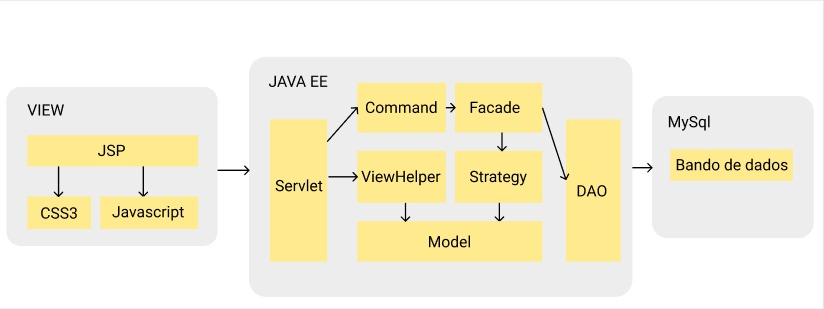 VIEW
JSP
CSS3
Javascript
JAVA EE
Command
Facade
Servlet
ViewHelper
Strategy
Model
DAO
MySql
Bando de dados